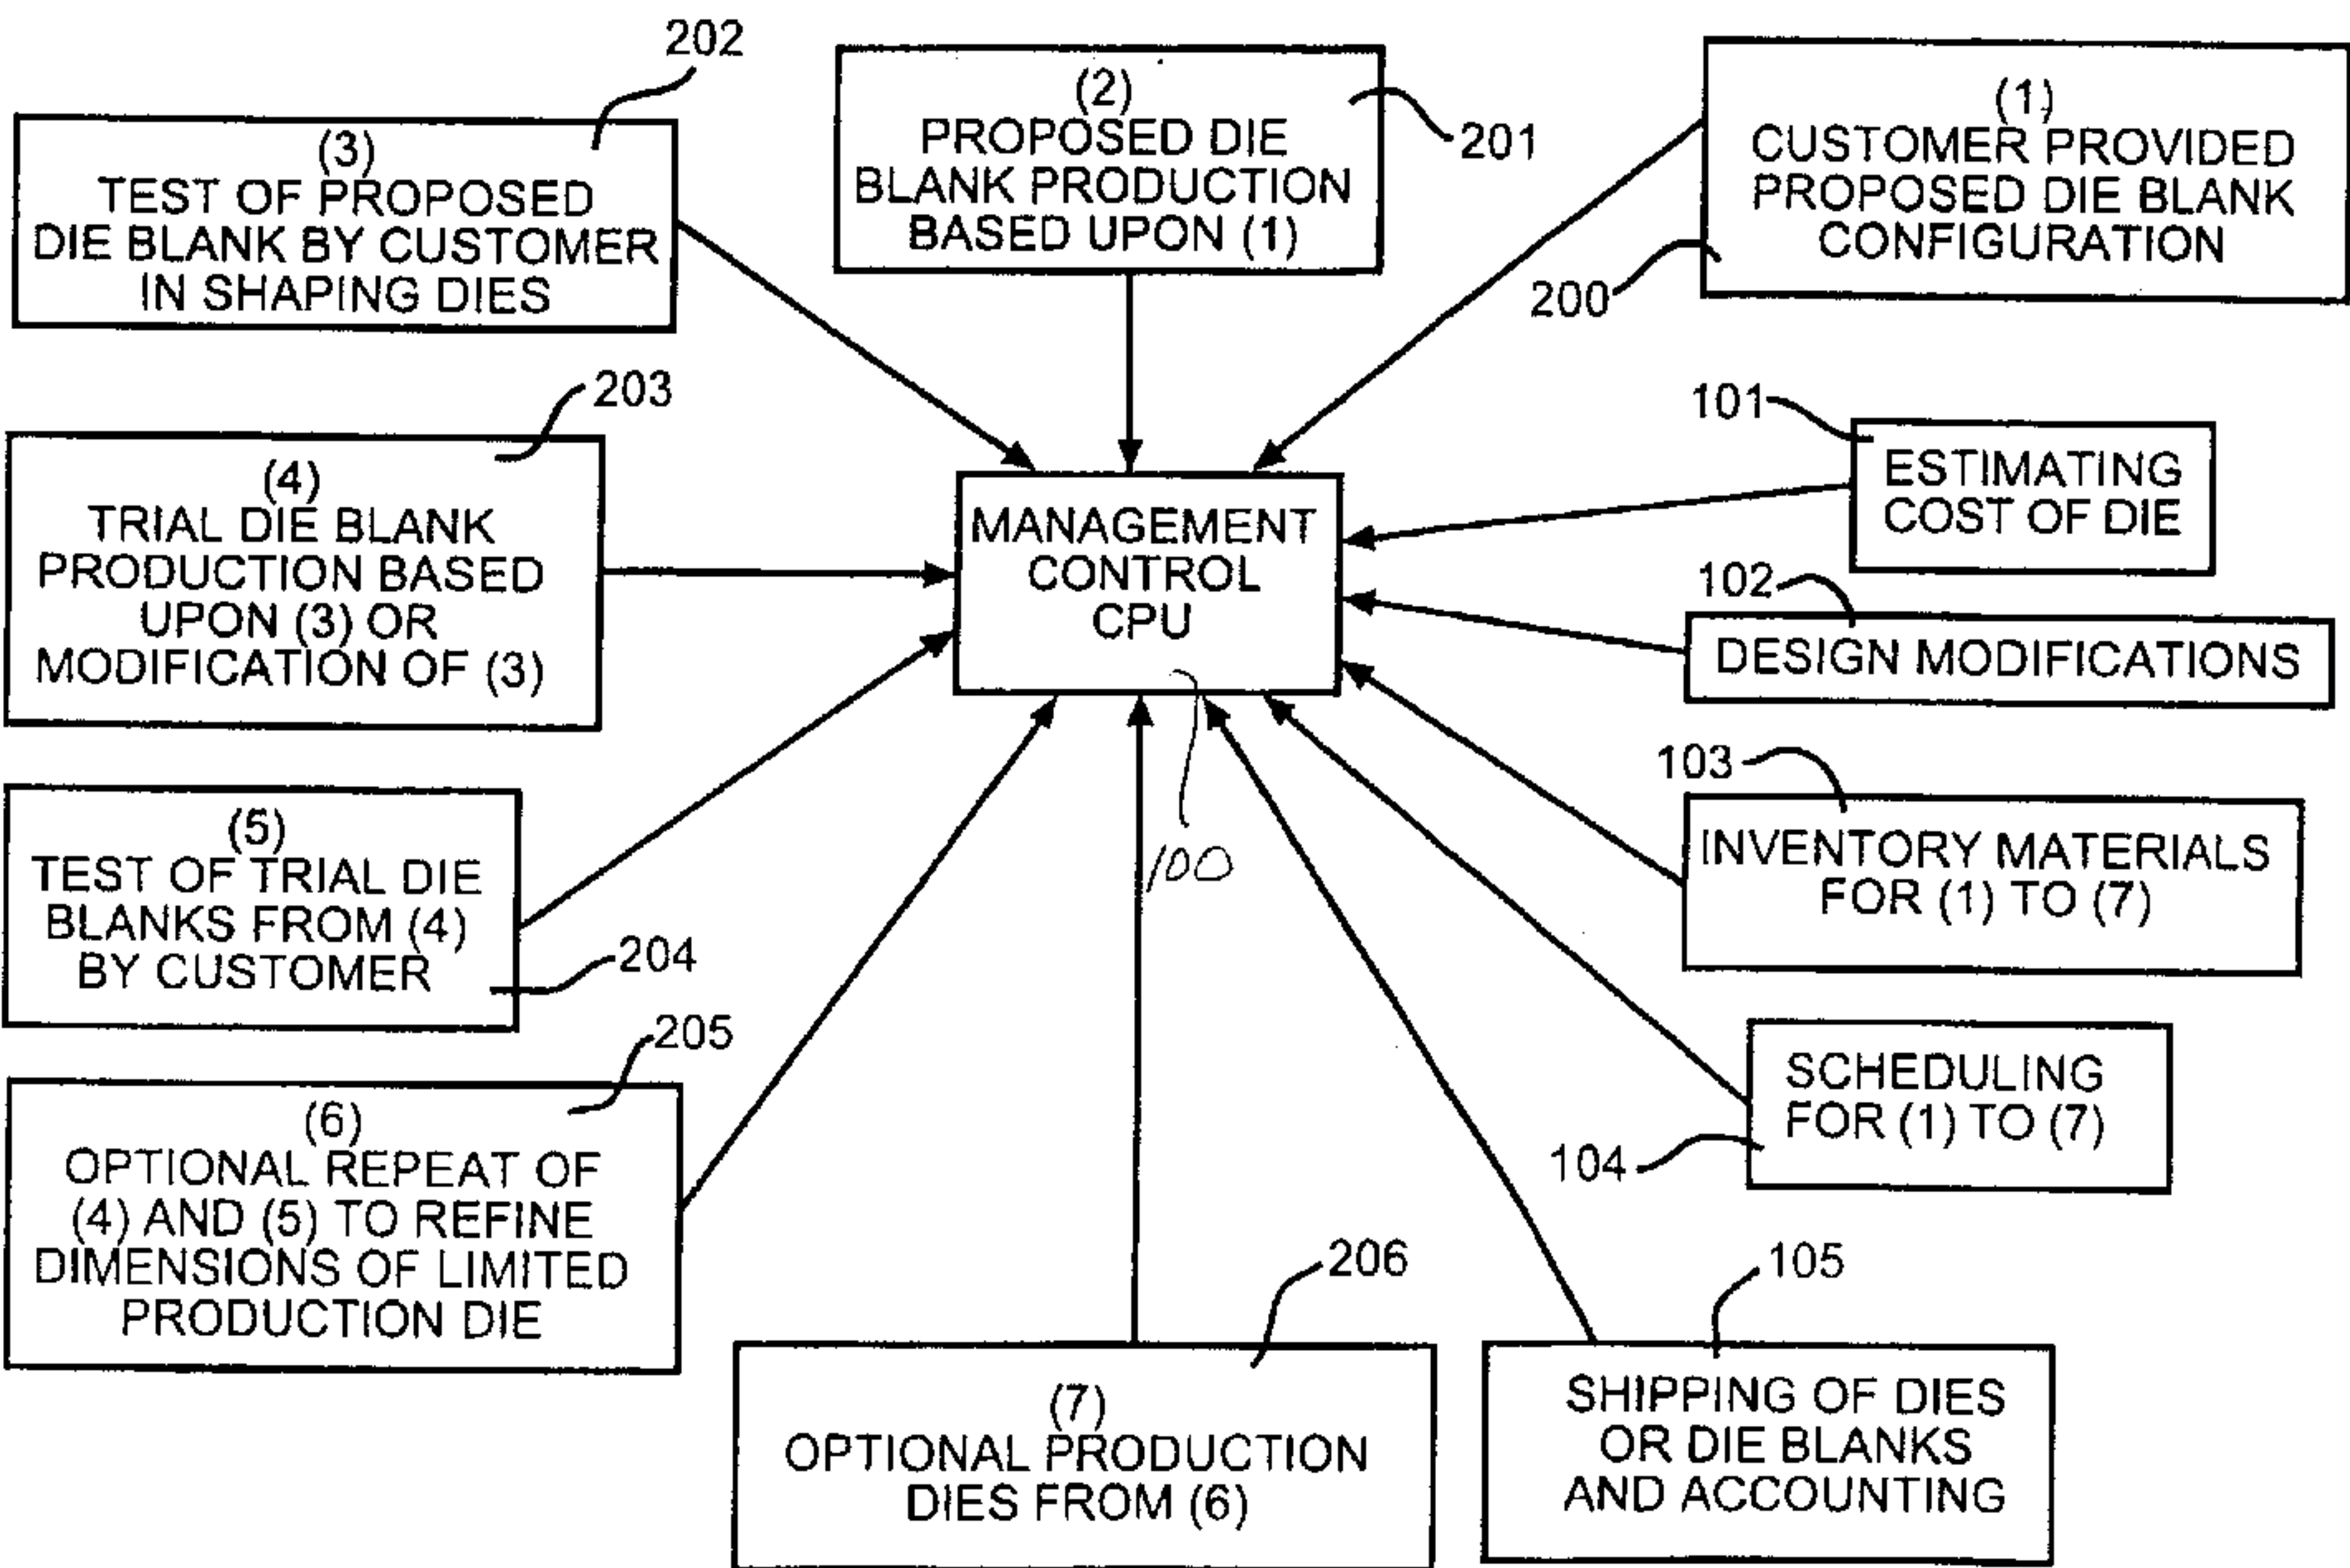 202
(3)
TEST OF PROPOSED
DIE BLANK BY CUSTOMER
IN SHAPING DIES
(2)
PROPOSED DIE
BLANK PRODUCTION
BASED UPON (1)
201
(1)
CUSTOMER PROVIDED
PROPOSED DIE BLANK
CONFIGURATION
200
203
(4)
TRIAL DIE BLANK
PRODUCTION BASED
UPON (3) OR
MODIFICATION OF (3)
MANAGEMENT
CONTROL
CPU
100
101
ESTIMATING
COST OF DIE
102
DESIGN MODIFICATIONS
103
INVENTORY MATERIALS
FOR (1) TO (7)
(5)
TEST OF TRIAL DIE
BLANKS FROM (4)
BY CUSTOMER
204
SCHEDULING
FOR (1) TO (7)
104
205
(6)
OPTIONAL REPEAT OF
(4) AND (5) TO REFINE
DIMENSIONS OF LIMITED
PRODUCTION DIE
206
(7)
OPTIONAL PRODUCTION
DIES FROM (6)
105
SHIPPING OF DIES
OR DIE BLANKS
AND ACCOUNTING